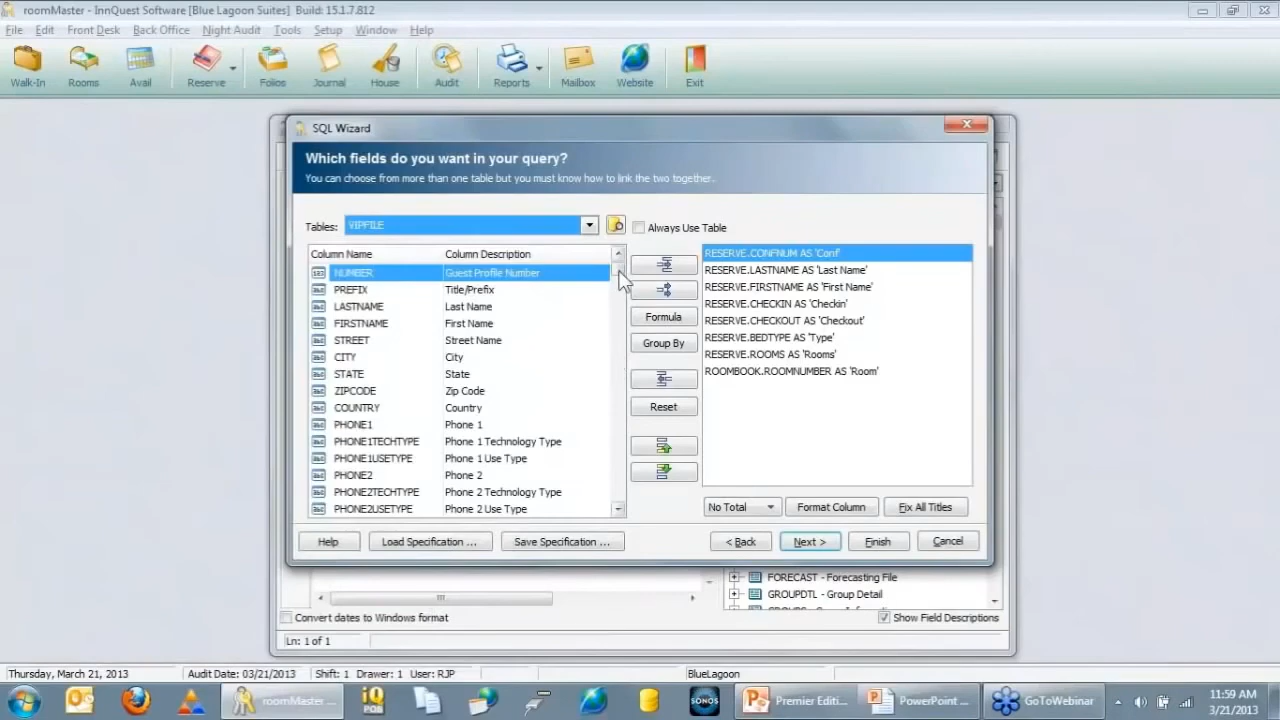 roomMaster - InnQuest Software [Blue Lagoon Suites] Build: 15.1.7.812
File Edit Front Desk Back Office Night Audit Tools Setup Window Help
Walk-In Rooms Avail Reserve Folios Journal House Audit Reports Mailbox Website Exit
SQL Wizard
Which fields do you want in your query?
You can choose from more than one table but you must know how to link the two together.
Tables: VIPFILE Always Use Table
Column Name Column Description
NUMBER Guest Profile Number
PREFIX Title/Prefix
LASTNAME Last Name
FIRSTNAME First Name
STREET Street Name
CITY City
STATE State
ZIPCODE Zip Code
COUNTRY Country
PHONE1 Phone 1
PHONE1TECHTYPE Phone 1 Technology Type
PHONE1USETYPE Phone 1 Use Type
PHONE2 Phone 2
PHONE2TECHTYPE Phone 2 Technology Type
PHONE2USETYPE Phone 2 Use Type
Formula
Group By
Reset
RESERVE.CONFNUM AS 'Conf'
RESERVE.LASTNAME AS 'Last Name'
RESERVE.FIRSTNAME AS 'First Name'
RESERVE.CHECKIN AS 'Checkin'
RESERVE.CHECKOUT AS 'Checkout'
RESERVE.BEDTYPE AS 'Type'
RESERVE.ROOMS AS 'Rooms'
ROOMBOOK.ROOMNUMBER AS 'Room'
No Total Format Column Fix All Titles
Help Load Specification ... Save Specification ... < Back Next > Finish Cancel
FORECAST - Forecasting File
GROUPDTL - Group Detail
Convert dates to Windows format Show Field Descriptions
Ln: 1 of 1
Thursday, March 21, 2013 Audit Date: 03/21/2013 Shift: 1 Drawer: 1 User: RJP BlueLagoon
roomMaster ... iQ POS SONOS Premier Editi... PowerPoint ... GoToWebinar
11:59 AM
3/21/2013